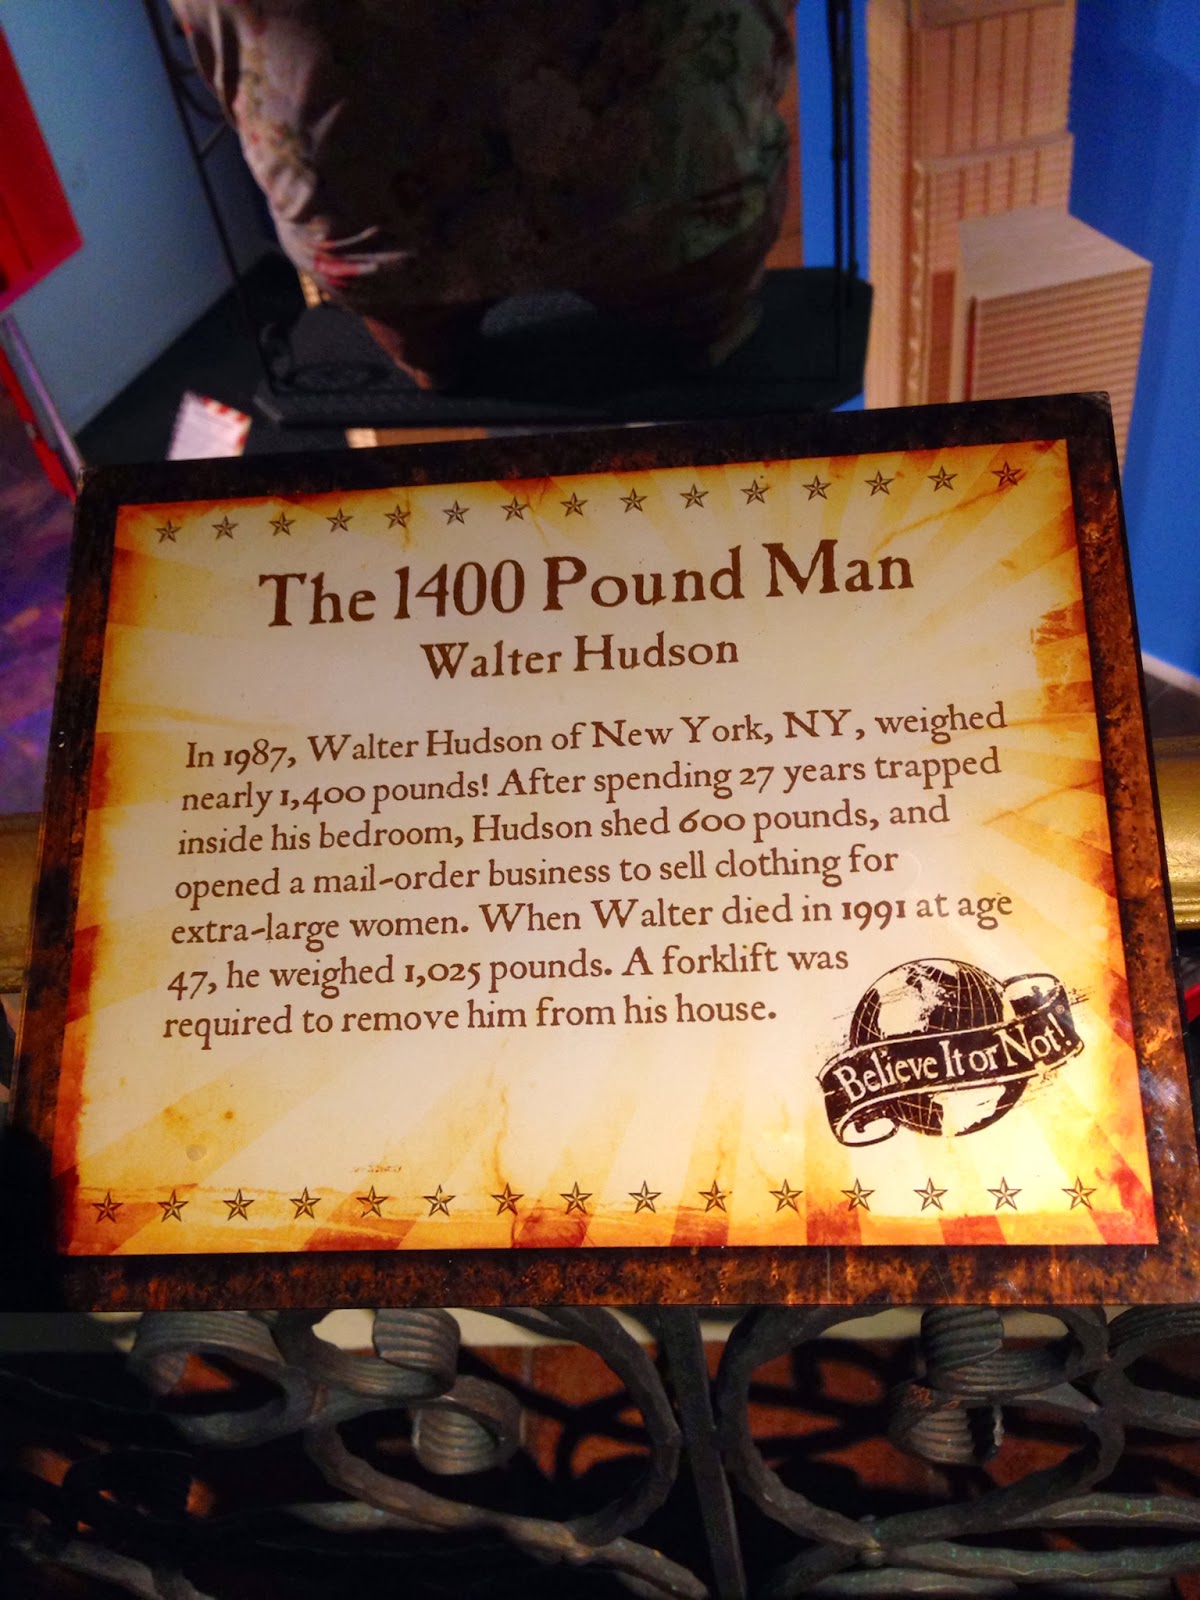 The 1400 Pound Man
Walter Hudson
In 1987, Walter Hudson of New York, NY, weighed
nearly 1,400 pounds! After spending 27 years trapped
inside his bedroom, Hudson shed 600 pounds, and
opened a mail-order business to sell clothing for
extra-large women. When Walter died in 1991 at age
47, he weighed 1,025 pounds. A forklift was
required to remove him from his house.
Believe It or Not!